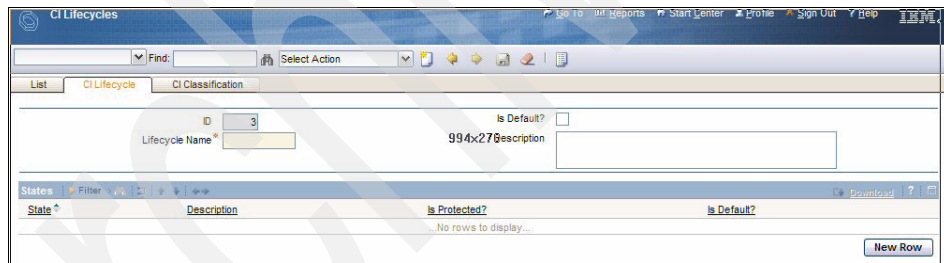 CI Lifecycles Go To Reports Start Center Profile Sign Out ? Help IBM.
Find: Select Action
List CI Lifecycle CI Classification
ID 3 Is Default?
Lifecycle Name* 994x276 Description
States Filter Download ?
State Description Is Protected? Is Default?
...No rows to display...
New Row